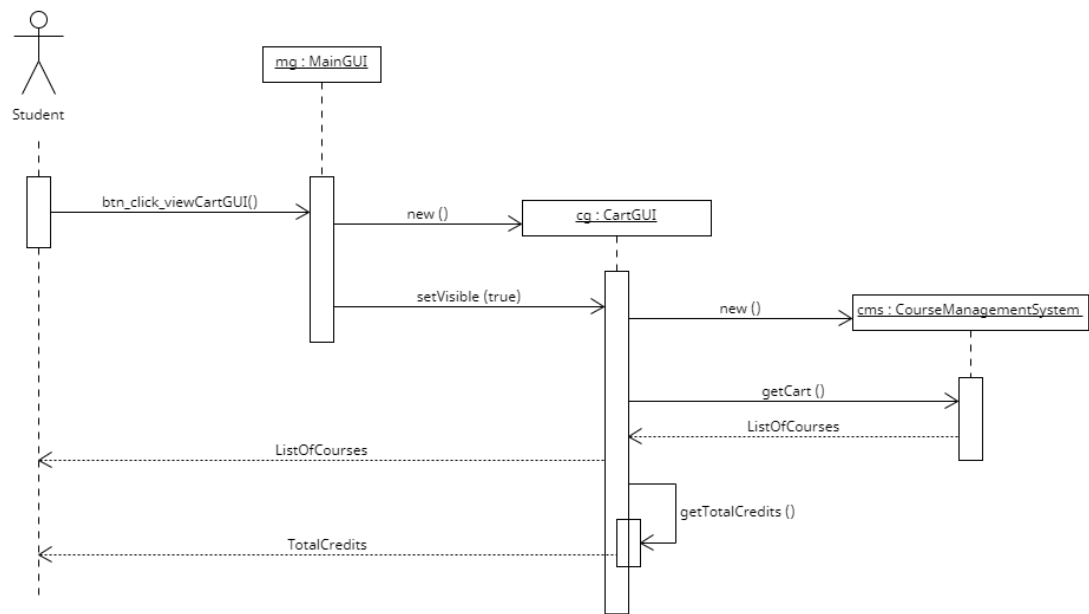 Student
mg : MainGUI
btn_click_viewCartGUI()
new ()
cg : CartGUI
setVisible (true)
new ()
cms : CourseManagementSystem
getCart ()
ListOfCourses
ListOfCourses
getTotalCredits ()
TotalCredits